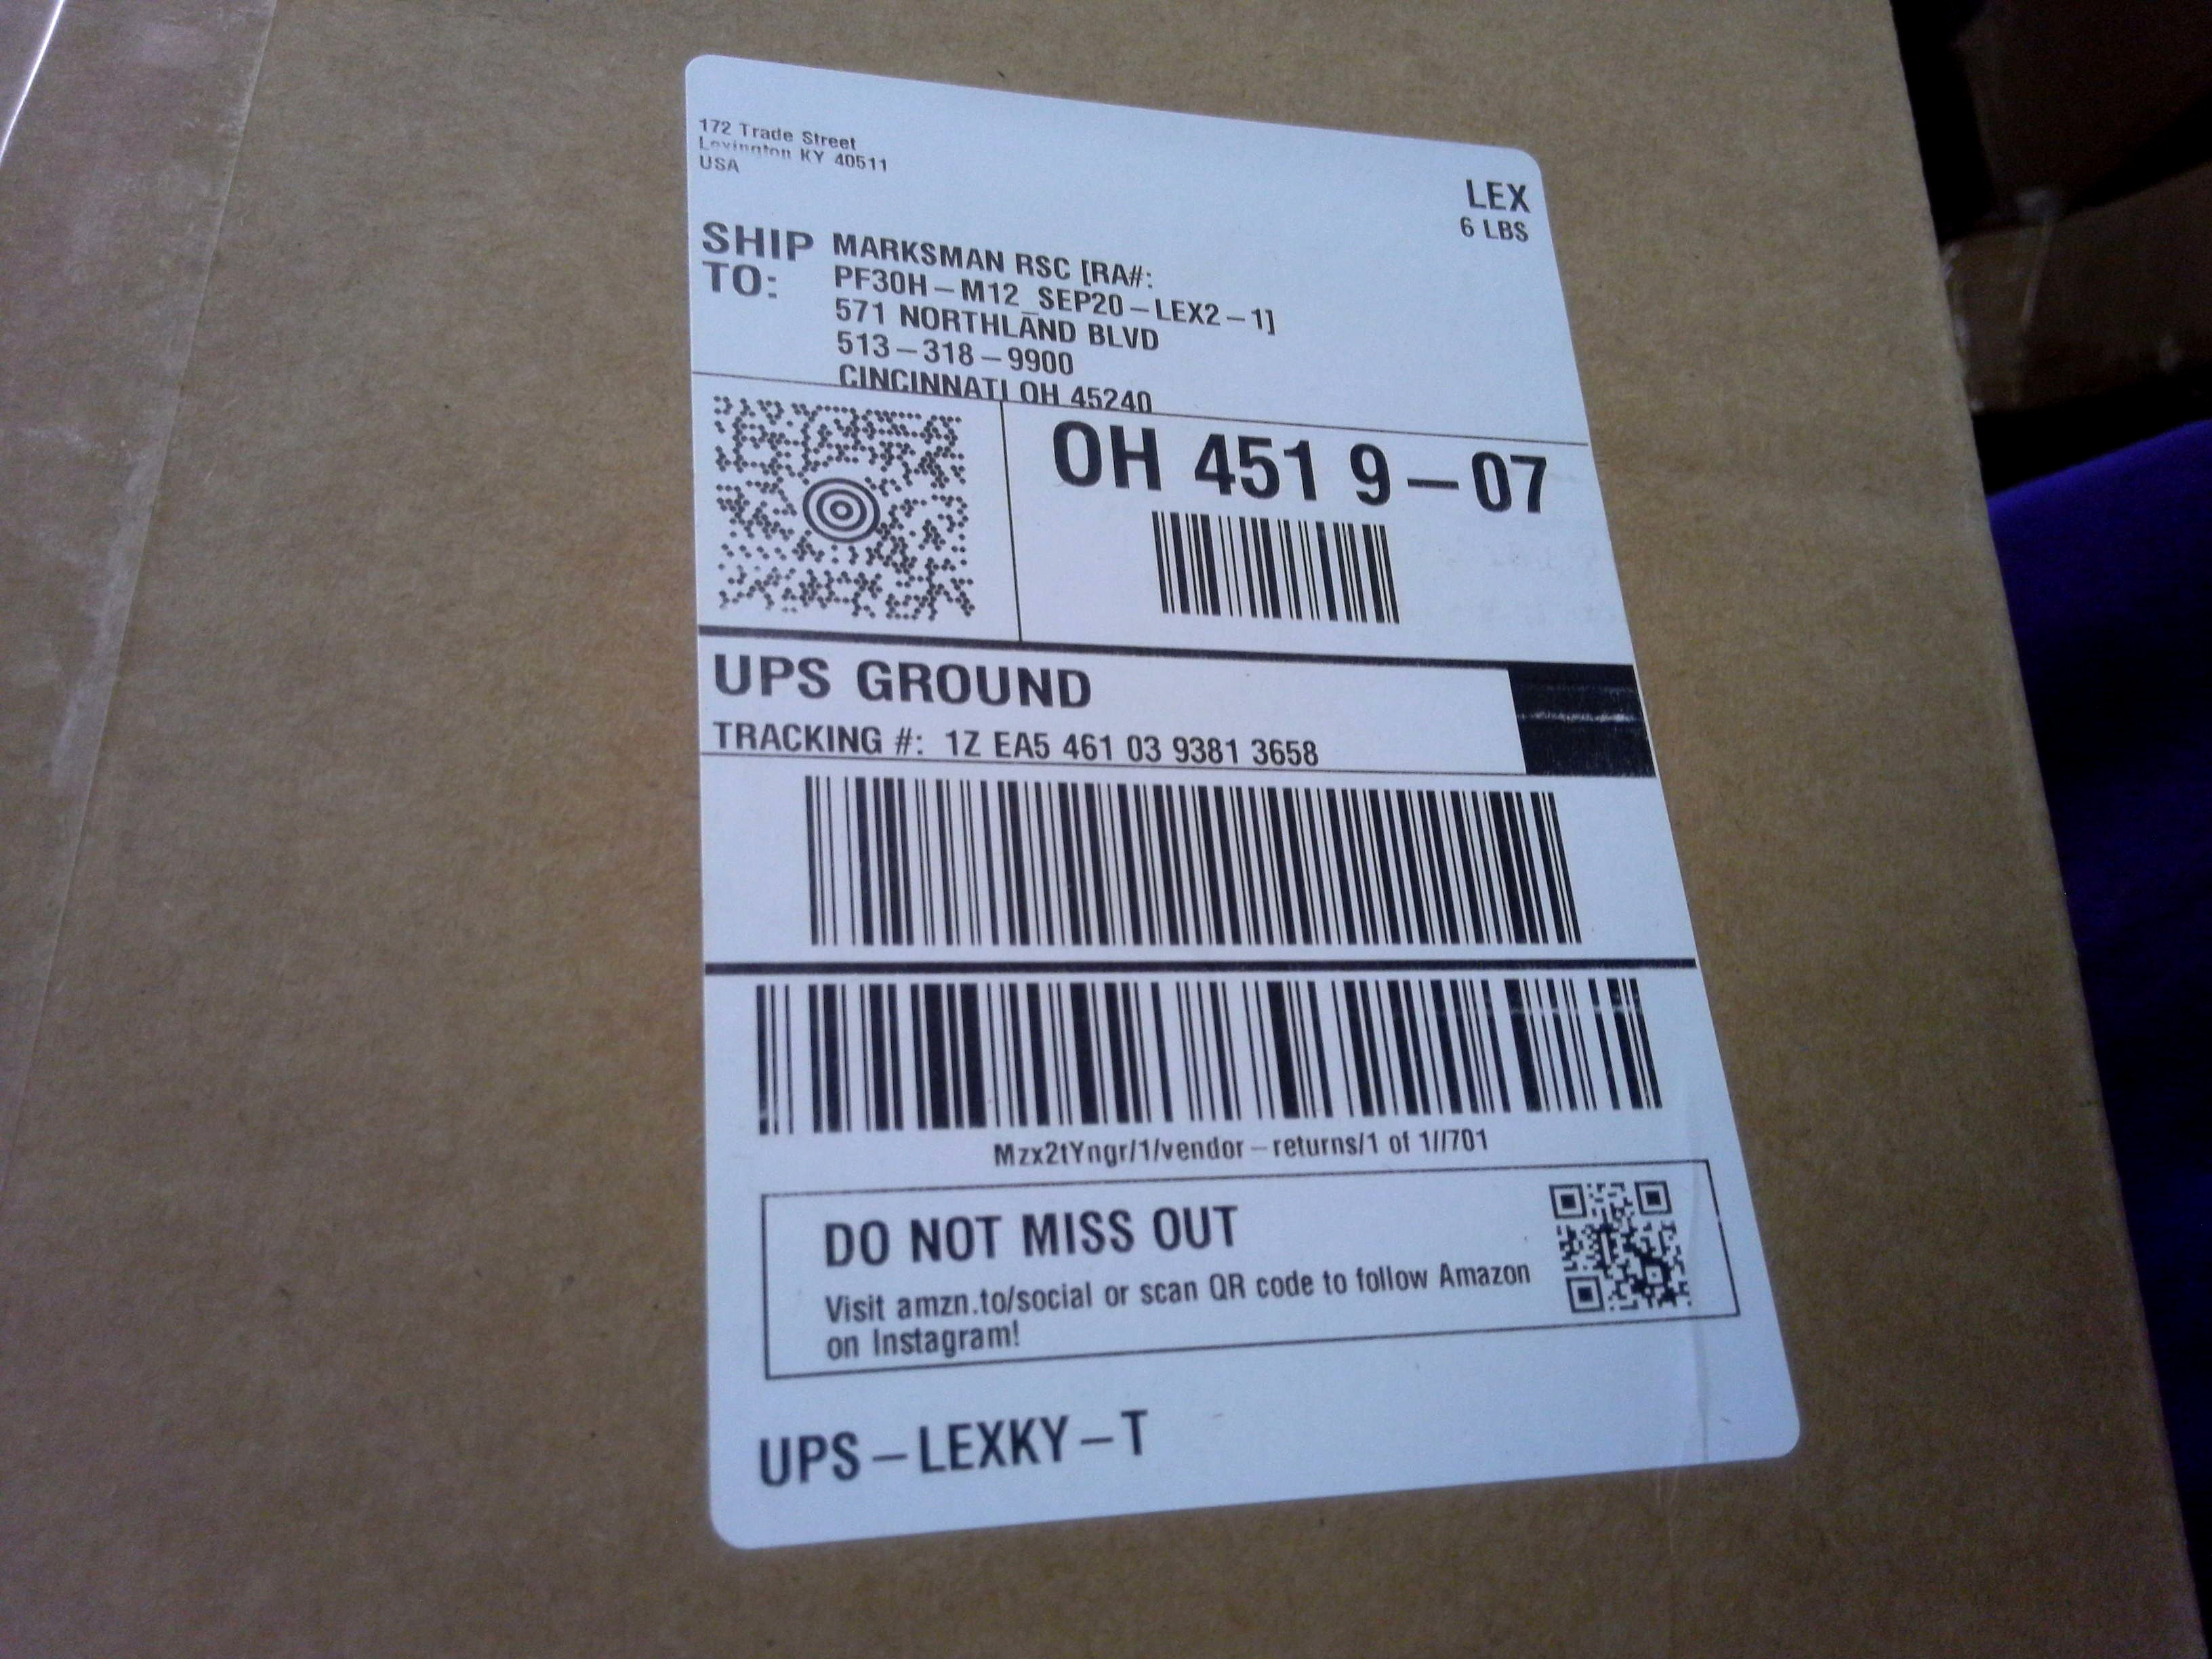 172 Trade Street
Lexington KY 40511
USA
LEX
6 LBS
SHIP TO:
MARKSMAN RSC [RA#:
PF30H-M12_SEP20-LEX2-1]
571 NORTHLAND BLVD
513-318-9900
CINCINNATI OH 45240
OH 451 9-07
UPS GROUND
TRACKING #: 1Z EA5 461 03 9381 3658
Mzx2tYngr/1/vendor-returns/1 of 1//701
DO NOT MISS OUT
Visit amzn.to/social or scan QR code to follow Amazon
on Instagram!
UPS-LEXKY-T